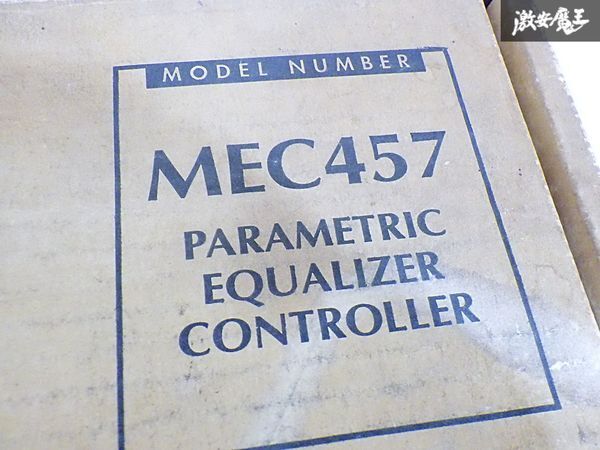 激安魔王
MODEL NUMBER
MEC457
PARAMETRIC
EQUALIZER
CONTROLLER